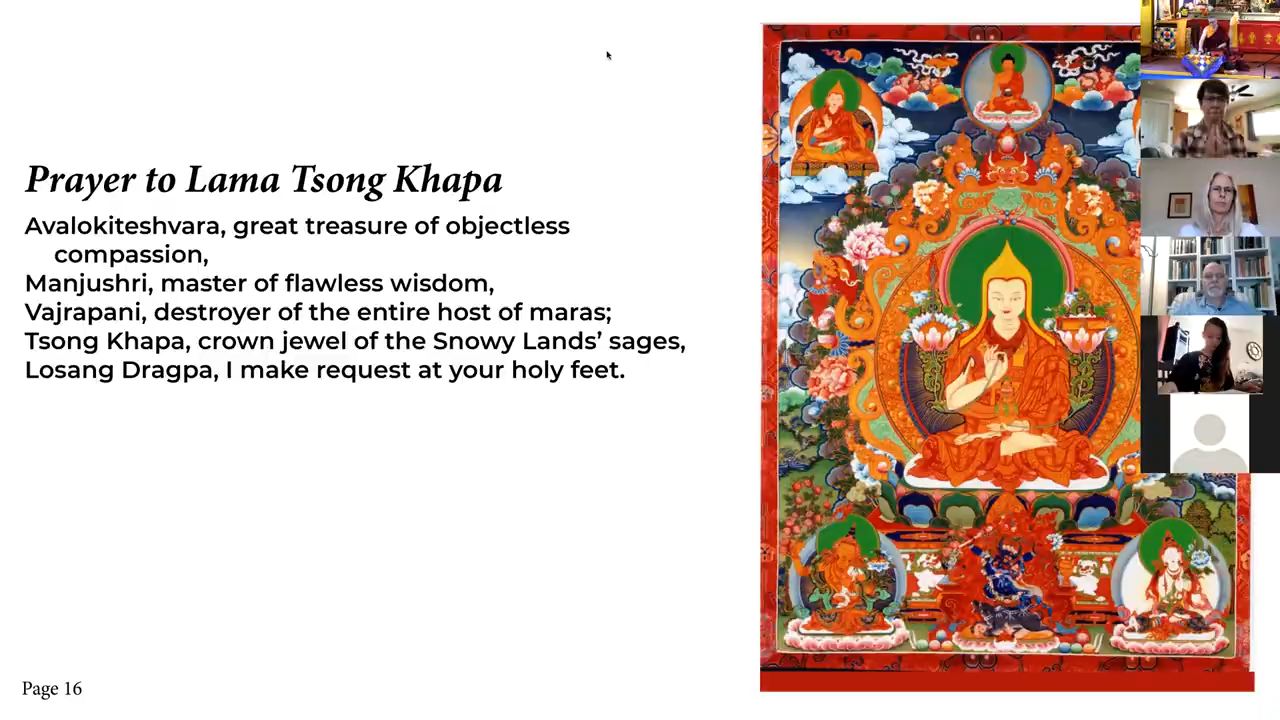 Prayer to Lama Tsong Khapa
Avalokiteshvara, great treasure of objectless
compassion,
Manjushri, master of flawless wisdom,
Vajrapani, destroyer of the entire host of maras;
Tsong Khapa, crown jewel of the Snowy Lands’ sages,
Losang Dragpa, I make request at your holy feet.
Page 16